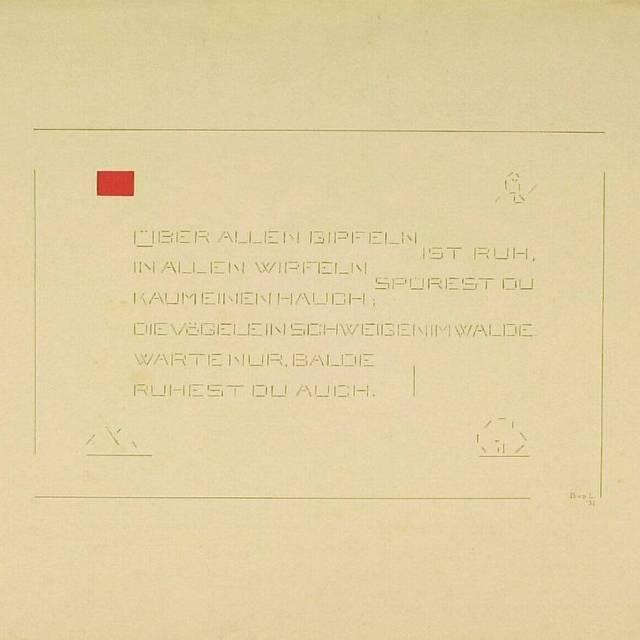 ÜBER ALLEN GIPFELN
IST RUH,
IN ALLEN WIPFELN
SPÜREST DU
KAUM EINEN HAUCH;
DIE VÖGELEIN SCHWEIGEN IM WALDE
WARTE NUR, BALDE
RUHEST DU AUCH.